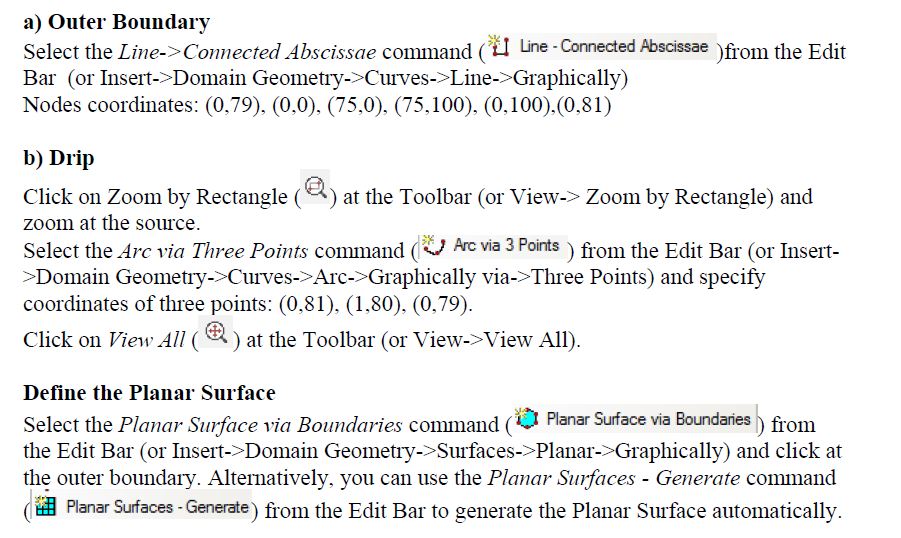 a) Outer Boundary
Select the Line->Connected Abscissae command ( Line - Connected Abscissae )from the Edit
Bar (or Insert->Domain Geometry->Curves->Line->Graphically)
Nodes coordinates: (0,79), (0,0), (75,0), (75,100), (0,100),(0,81)
b) Drip
Click on Zoom by Rectangle ( ) at the Toolbar (or View-> Zoom by Rectangle) and
zoom at the source.
Select the Arc via Three Points command ( Arc via 3 Points ) from the Edit Bar (or Insert-
>Domain Geometry->Curves->Arc->Graphically via->Three Points) and specify
coordinates of three points: (0,81), (1,80), (0,79).
Click on View All ( ) at the Toolbar (or View->View All).
Define the Planar Surface
Select the Planar Surface via Boundaries command ( Planar Surface via Boundaries ) from
the Edit Bar (or Insert->Domain Geometry->Surfaces->Planar->Graphically) and click at
the outer boundary. Alternatively, you can use the Planar Surfaces - Generate command
( Planar Surfaces - Generate ) from the Edit Bar to generate the Planar Surface automatically.